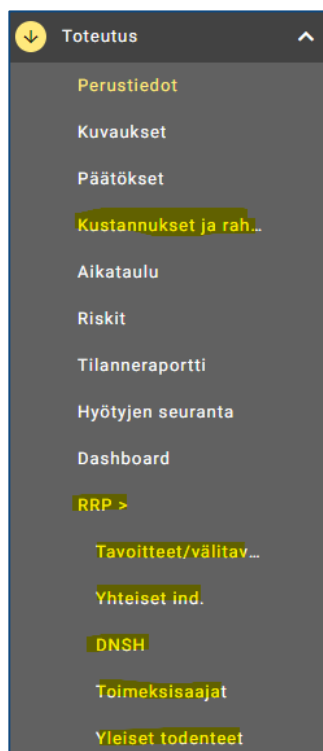 Toteutus
Perustiedot
Kuvaukset
Päätökset
Kustannukset ja rah…
Aikataulu
Riskit
Tilanneraportti
Hyötyjen seuranta
Dashboard
RRP >
Tavoitteet/välitav…
Yhteiset ind.
DNSH
Toimeksisaajat
Yleiset todenteet